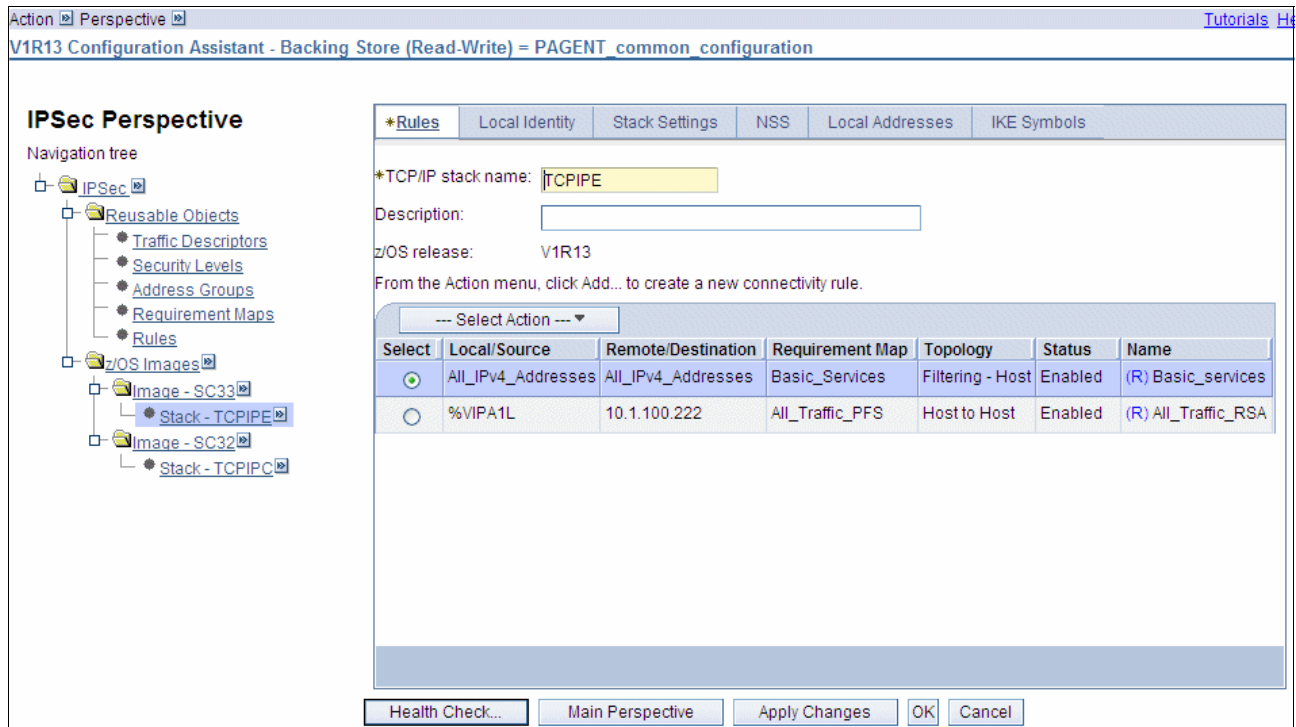 Action Perspective Tutorials
V1R13 Configuration Assistant - Backing Store (Read-Write) = PAGENT_common_configuration
IPSec Perspective
Navigation tree
IPSec
Reusable Objects
Traffic Descriptors
Security Levels
Address Groups
Requirement Maps
Rules
z/OS Images
Image - SC33
Stack - TCPIPE
Image - SC32
Stack - TCPIPC
*Rules Local Identity Stack Settings NSS Local Addresses IKE Symbols
*TCP/IP stack name: TCPIPE
Description:
z/OS release: V1R13
From the Action menu, click Add... to create a new connectivity rule.
--- Select Action ---
Select Local/Source Remote/Destination Requirement Map Topology Status Name
All_IPv4_Addresses All_IPv4_Addresses Basic_Services Filtering - Host Enabled (R) Basic_services
%VIPA1L 10.1.100.222 All_Traffic_PFS Host to Host Enabled (R) All_Traffic_RSA
Health Check... Main Perspective Apply Changes OK Cancel